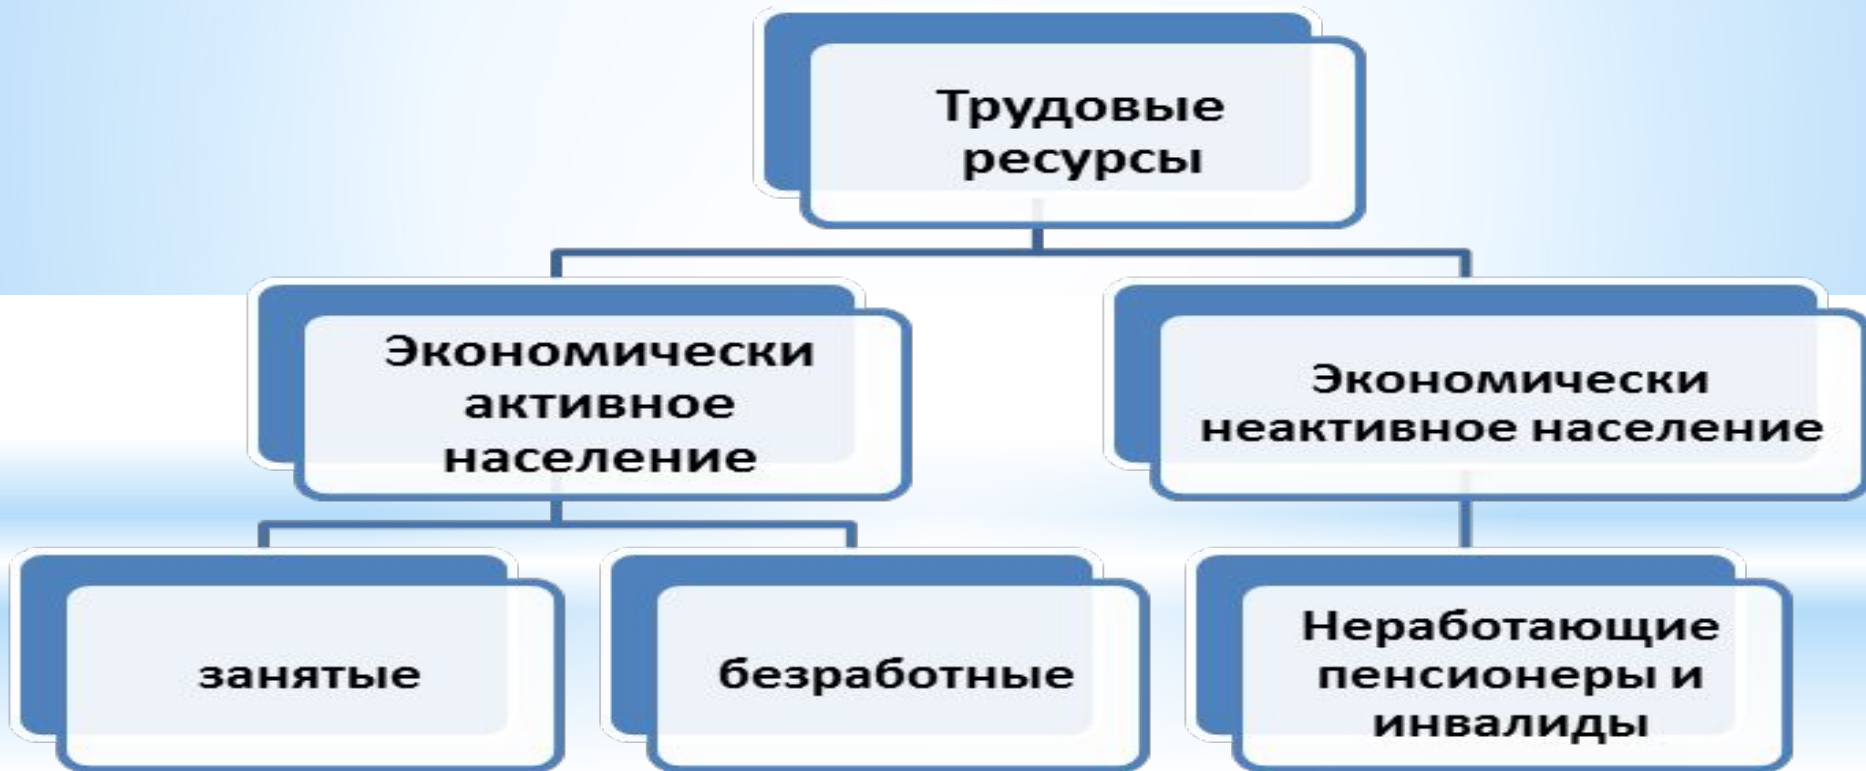 Трудовые
ресурсы
Экономически
активное
население
Экономически
неактивное население
занятые
безработные
Неработающие
пенсионеры и
инвалиды